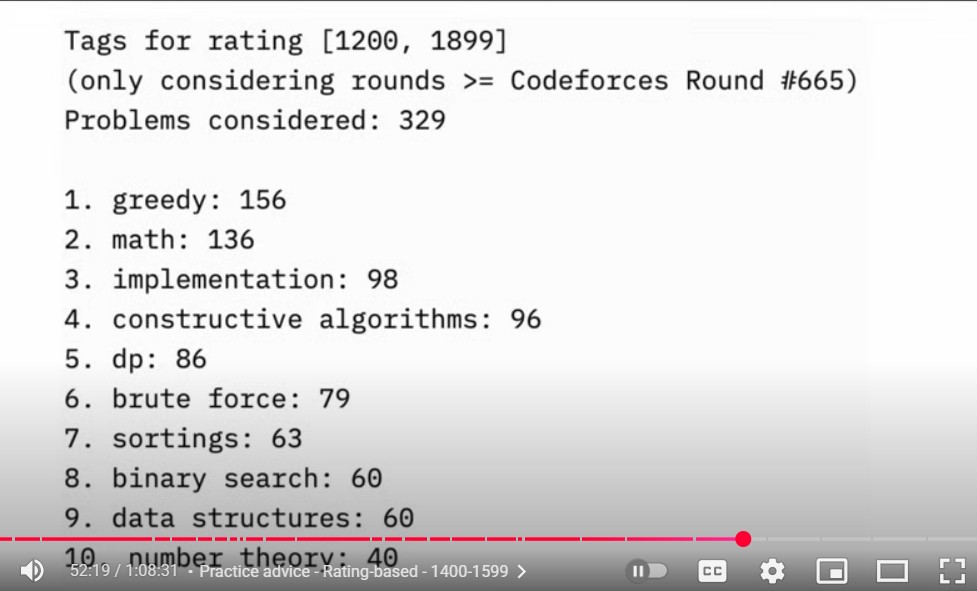 Tags for rating [1200, 1899]
(only considering rounds >= Codeforces Round #665)
Problems considered: 329
1. greedy: 156
2. math: 136
3. implementation: 98
4. constructive algorithms: 96
5. dp: 86
6. brute force: 79
7. sortings: 63
8. binary search: 60
9. data structures: 60
10. number theory: 40
52:19 / 1:08:31 • Practice advice - Rating-based - 1400-1599 >
CC